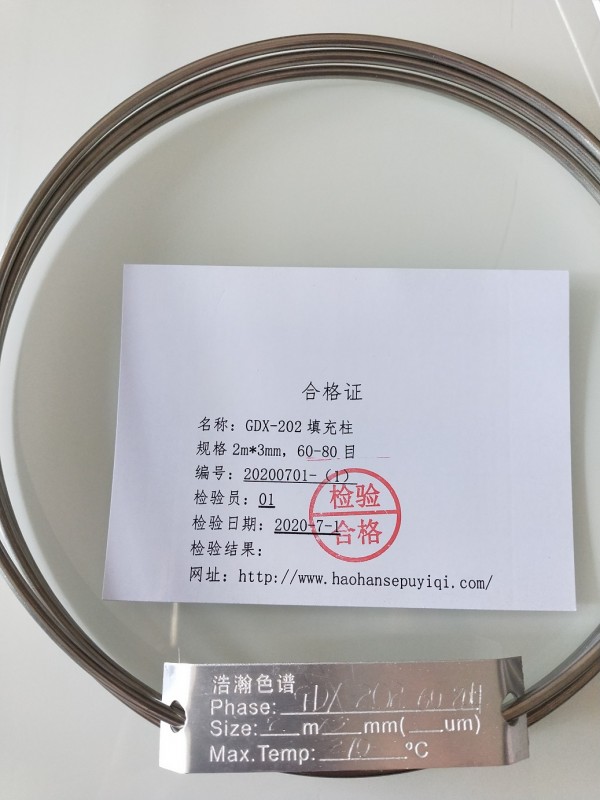 合格证
名称：GDX-202 填充柱
规格 2m*3mm，60-80 目
编号：20200701-（1）
检验员：01
检验日期：2020-7-1
检验结果：
检验
合格
网址：http://www.haohansepuyiqi.com/
浩瀚色谱
Phase: GDX-202
Size: m mm( um)
Max.Temp: °C